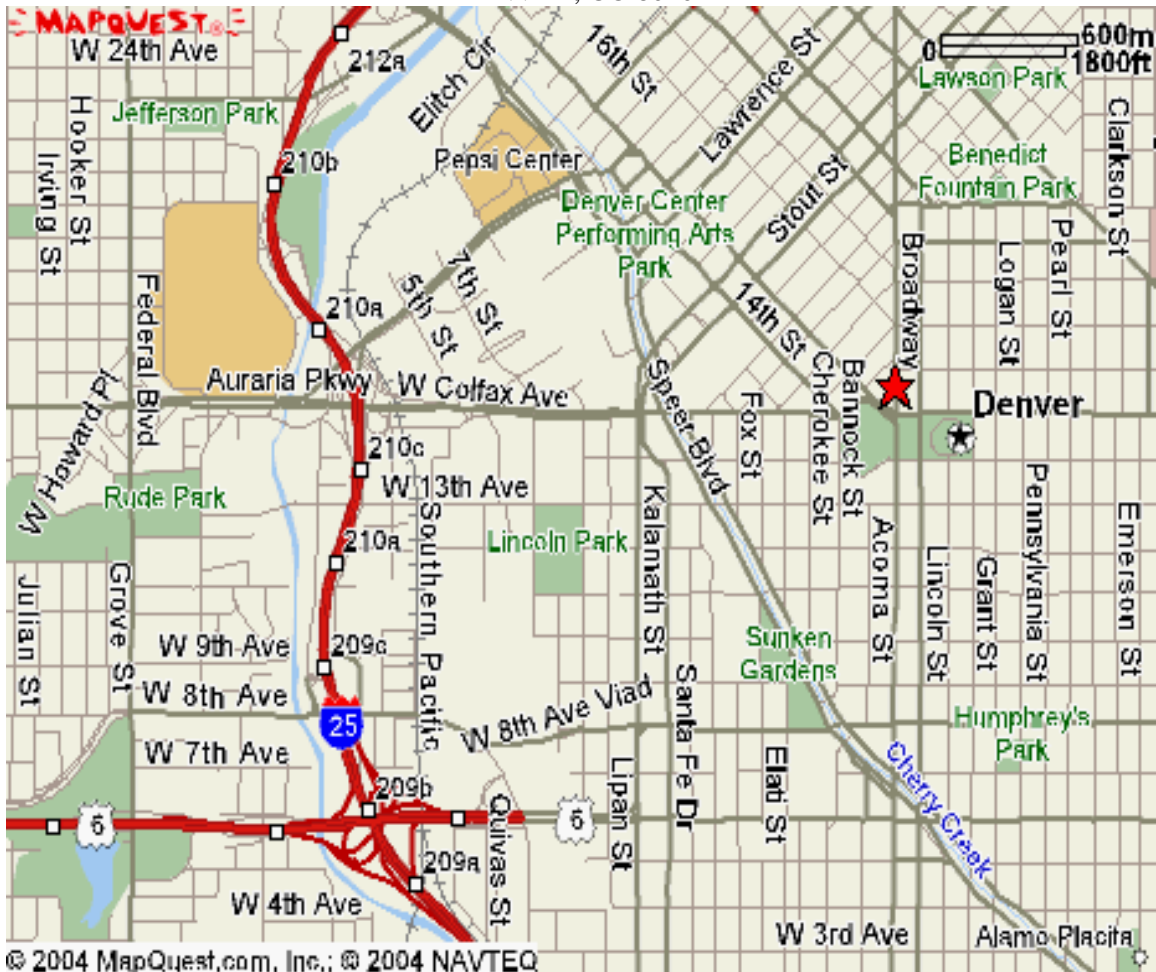 MAPQUEST®
W 24th Ave
212a
Elitch Cir
16th St
Lawrence St
0
600m
1800ft
Lawson Park
Hooker St
Jefferson Park
Clarkson St
Irving St
210b
Pepsi Center
Benedict
Fountain Park
Denver Center
Performing Arts
Park
Stout St
Broadway
Logan St
Pearl St
Federal Blvd
210a
5th St
7th St
14th St
Auraria Pkwy
W Colfax Ave
Speer Blvd
Fox St
Cherokee St
Bannock St
Denver
W Howard Pl
210c
W 13th Ave
Rude Park
Southern Pacific
Lincoln Park
Kalamath St
Acoma St
Lincoln St
Grant St
Pennsylvania St
Emerson St
210a
Julian St
Grove St
W 9th Ave
209c
Sunken
Gardens
W 8th Ave
25
W 8th Ave Viad
Santa Fe Dr
Humphrey's
Park
W 7th Ave
Lipan St
Elati St
Cherry Creek
209b
6
Quivas St
6
209a
W 4th Ave
W 3rd Ave
Alamo Placita
© 2004 MapQuest.com, Inc.; © 2004 NAVTEQ